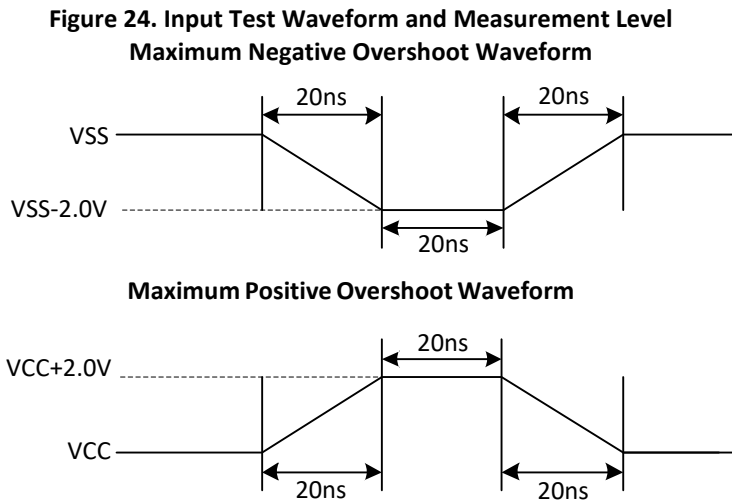 Figure 24. Input Test Waveform and Measurement Level
Maximum Negative Overshoot Waveform
20ns 20ns
VSS
VSS-2.0V
20ns
Maximum Positive Overshoot Waveform
20ns
VCC+2.0V
VCC
20ns 20ns